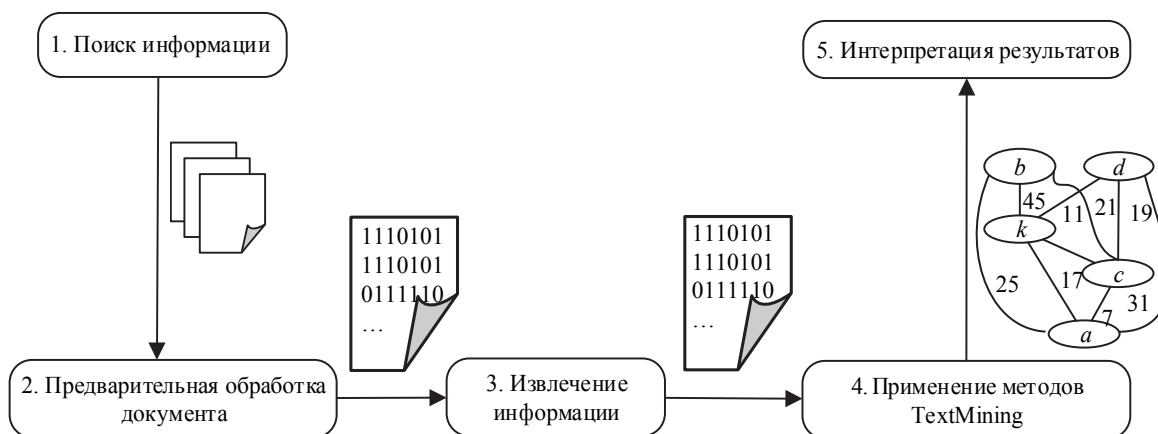 1. Поиск информации
5. Интерпретация результатов
b
d
45
11
21
19
k
1110101
1110101
0111110
…
1110101
1110101
0111110
…
25
17
c
31
7
a
2. Предварительная обработка
документа
3. Извлечение
информации
4. Применение методов
TextMining